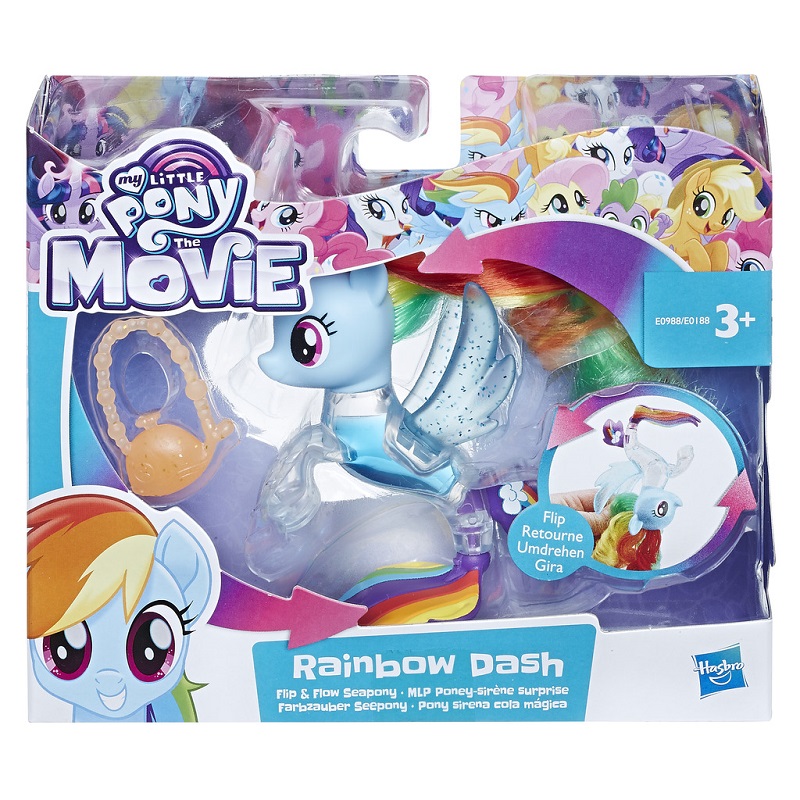 my LITTLE
PONY
The
MOVIE
E0988/E0188 3+
Flip
Retourne
Umdrehen
Gira
Rainbow Dash
Flip & Flow Seapony • MLP Poney-sirène surprise
Farbzauber Seepony • Pony sirena cola mágica
Hasbro